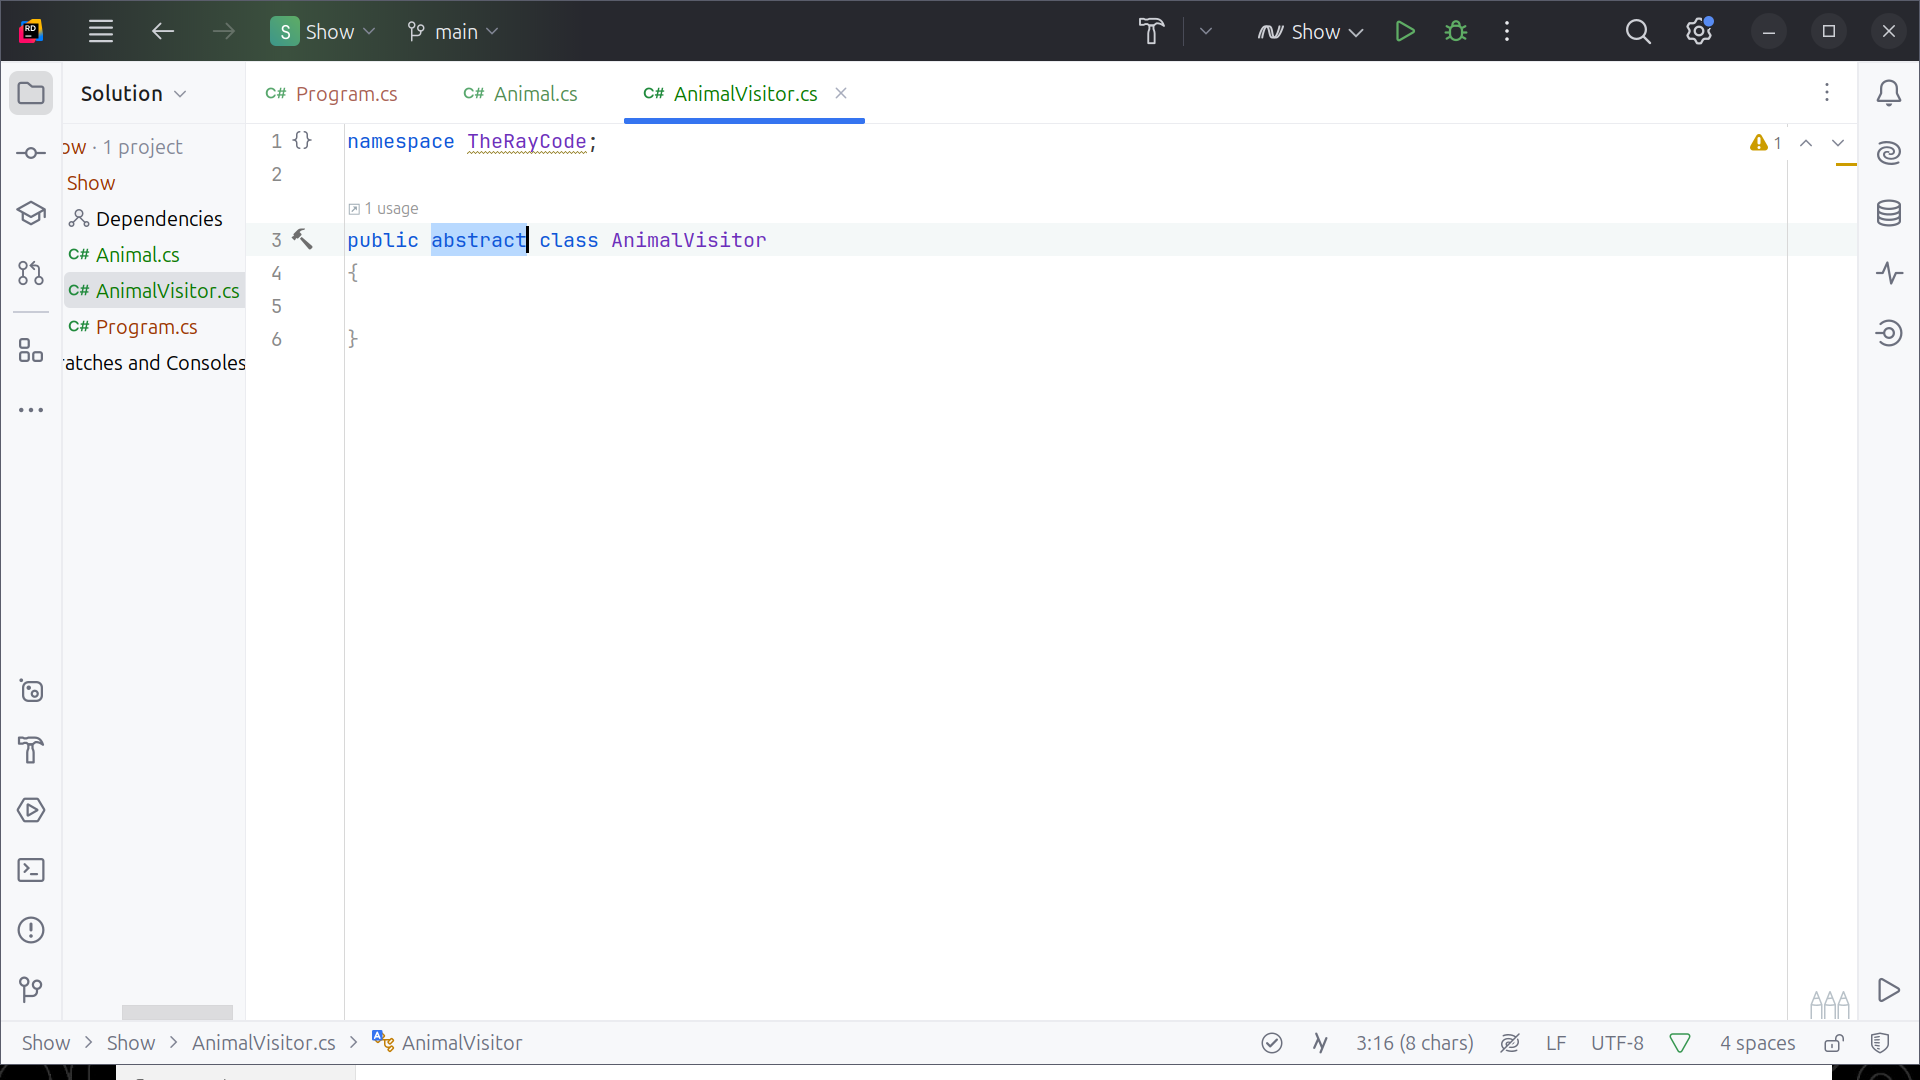 RD
S Show main
Show
Solution
C# Program.cs
C# Animal.cs
C# AnimalVisitor.cs
ow · 1 project
Show
Dependencies
C# Animal.cs
C# AnimalVisitor.cs
C# Program.cs
ratches and Consoles
1 {} namespace TheRayCode;
1
2
1 usage
3 public abstract class AnimalVisitor
4 {
5
6 }
Show > Show > AnimalVisitor.cs > AnimalVisitor
3:16 (8 chars) LF UTF-8 4 spaces